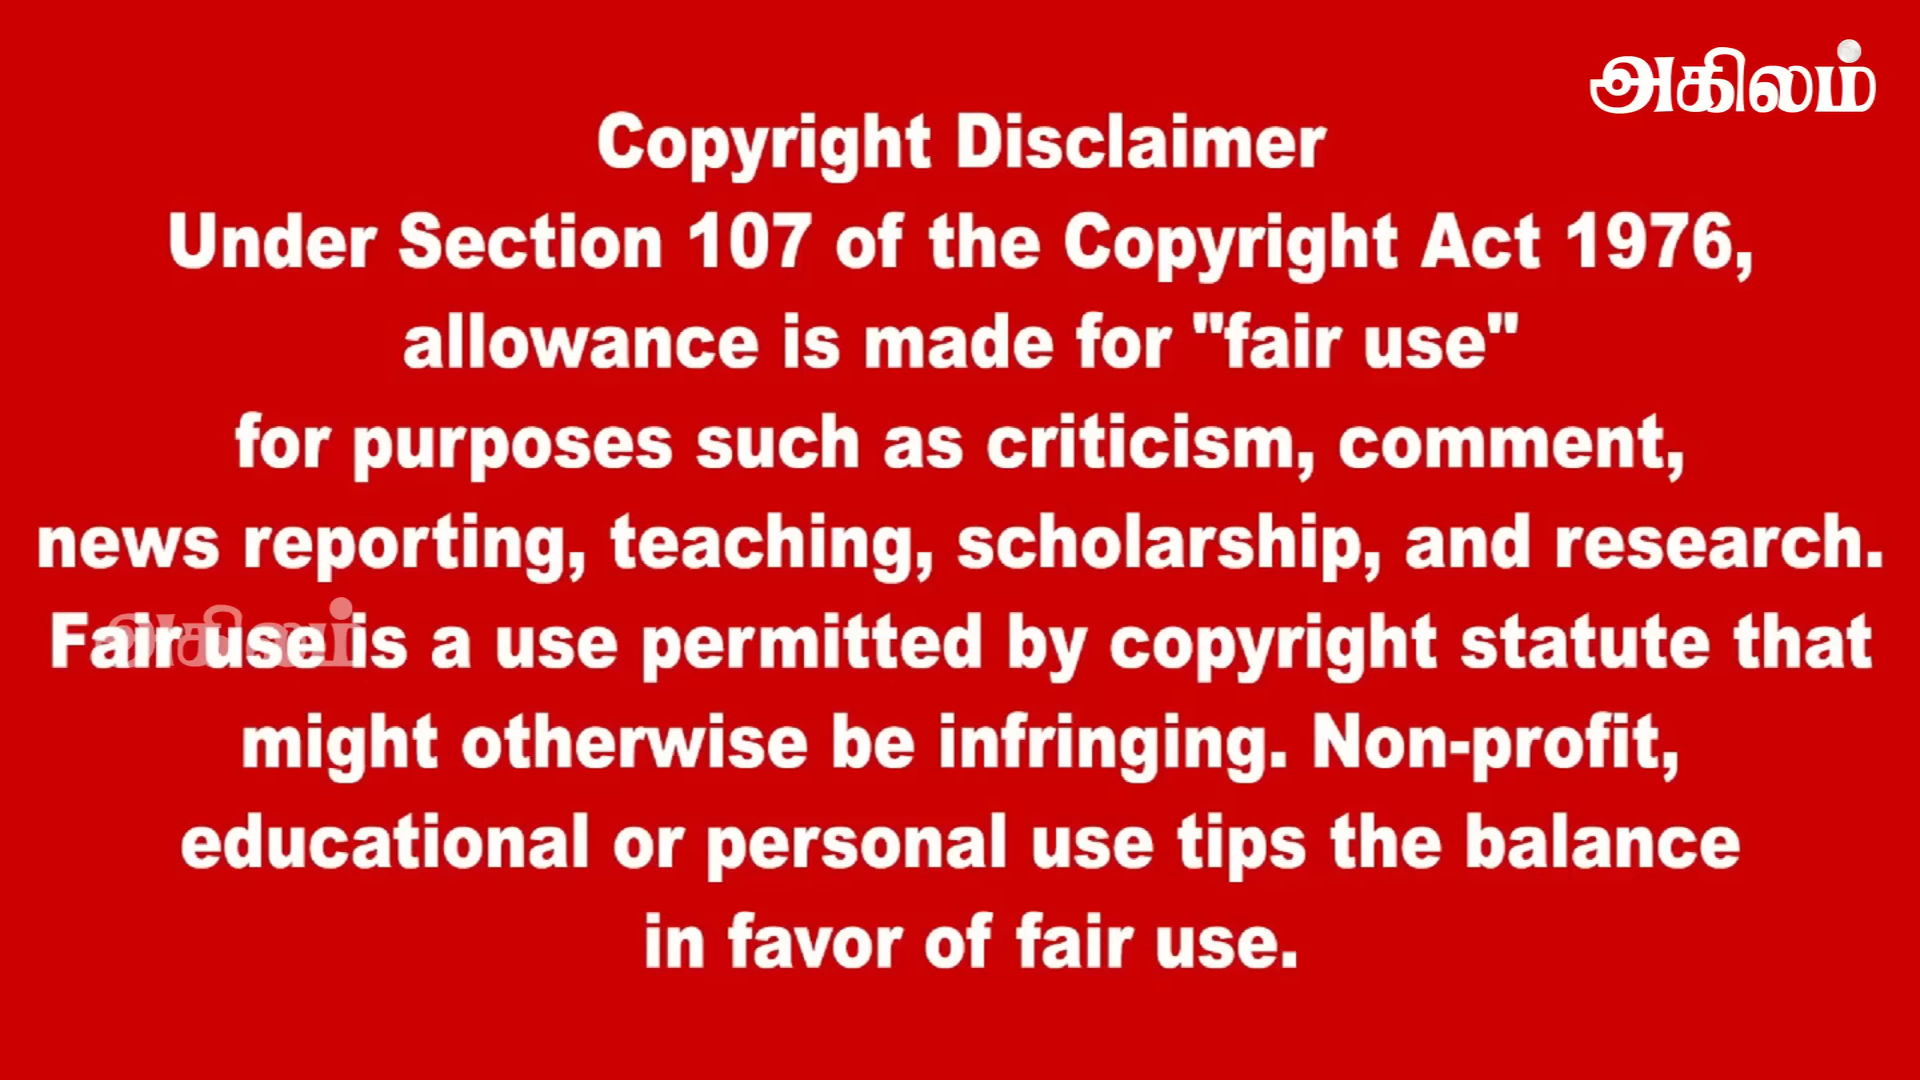 அகிலம்
Copyright Disclaimer
Under Section 107 of the Copyright Act 1976,
allowance is made for "fair use"
for purposes such as criticism, comment,
news reporting, teaching, scholarship, and research.
அகிலம்
Fair use is a use permitted by copyright statute that
might otherwise be infringing. Non-profit,
educational or personal use tips the balance
in favor of fair use.